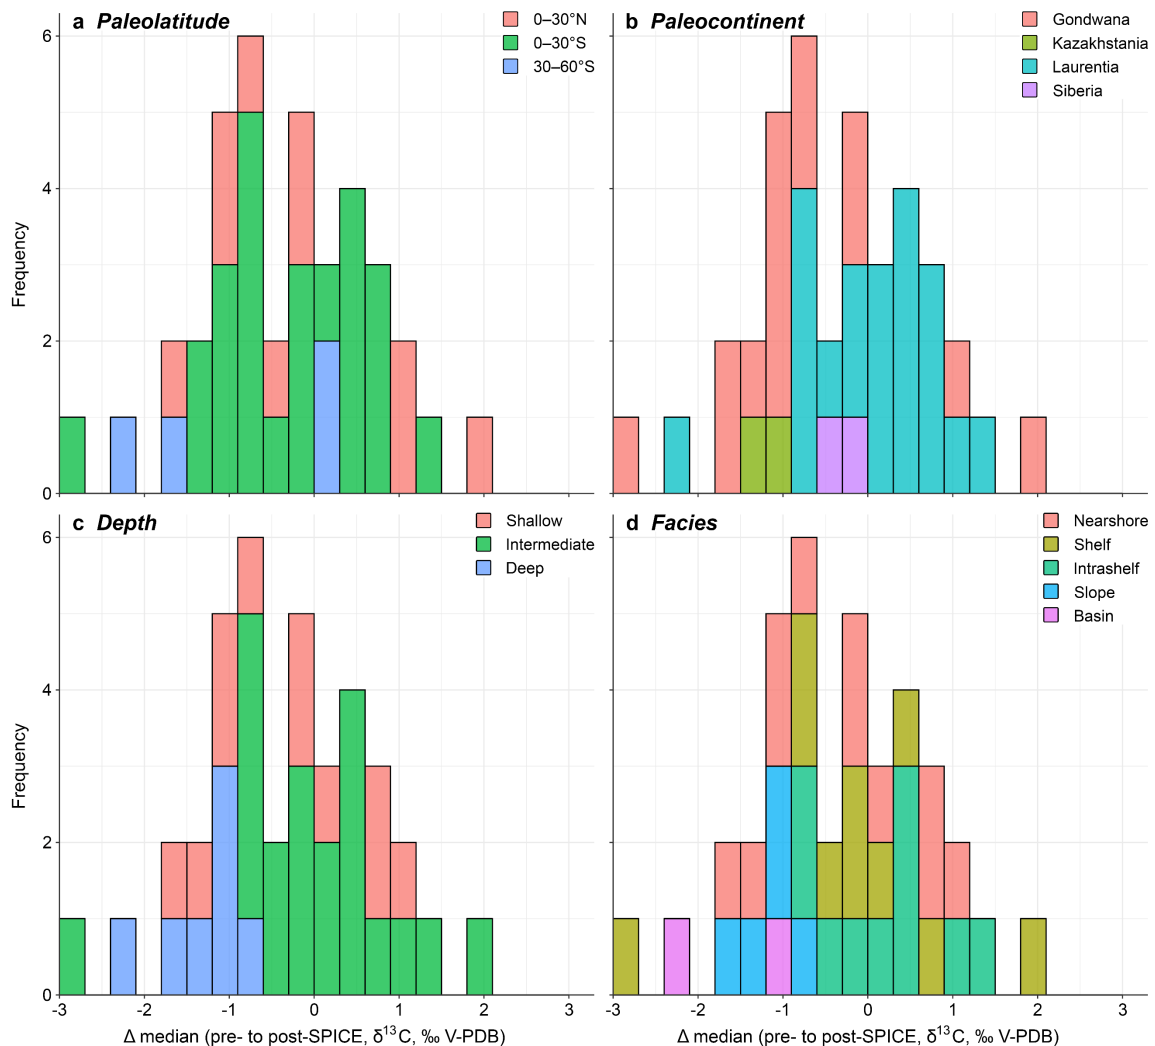 a Paleolatitude
0–30°N
0–30°S
30–60°S
b Paleocontinent
Gondwana
Kazakhstania
Laurentia
Siberia
6
4
2
0
Frequency
c Depth
Shallow
Intermediate
Deep
d Facies
Nearshore
Shelf
Intrashelf
Slope
Basin
6
4
2
0
Frequency
-3 -2 -1 0 1 2 3
-3 -2 -1 0 1 2 3
Δ median (pre- to post-SPICE, δ¹³C, ‰ V-PDB)
Δ median (pre- to post-SPICE, δ¹³C, ‰ V-PDB)